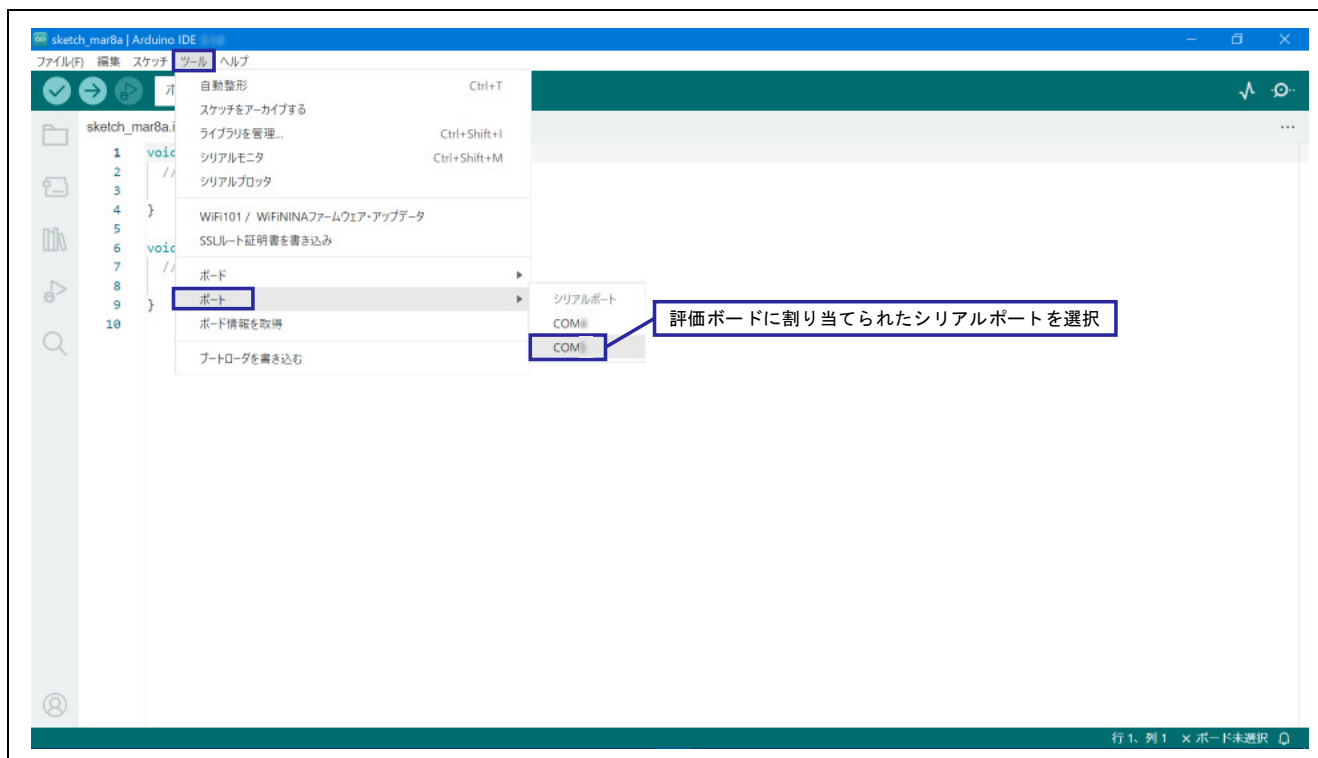 sketch_mar8a | Arduino IDE
ファイル(F) 編集 スケッチ ツール ヘルプ
自動整形 Ctrl+T
スケッチをアーカイブする
sketch_mar8a.i
ライブラリを管理... Ctrl+Shift+I
シリアルモニタ Ctrl+Shift+M
シリアルプロッタ
WiFi101 / WiFiNINAファームウェア・アップデータ
SSLルート証明書を書き込み
ボード
ポート
ボード情報を取得
ブートローダを書き込む
シリアルポート
COM
COM
評価ボードに割り当てられたシリアルポートを選択
1 voic
2 //
3
4 }
5
6 voic
7 //
8
9 }
10
行 1、列 1 × ボード未選択